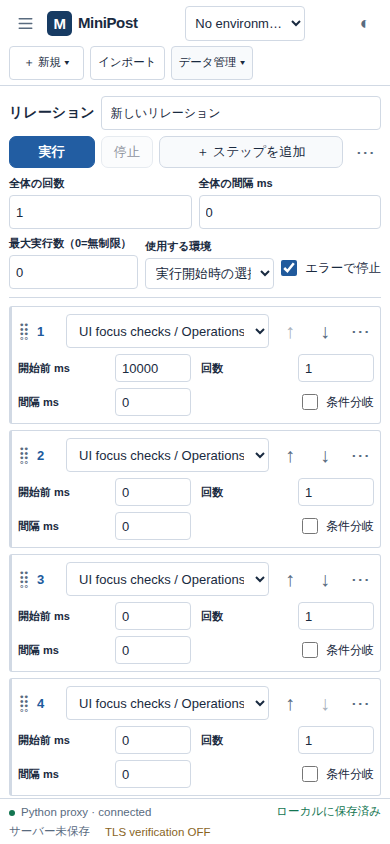 M MiniPost No environm…
＋ 新規 ▾ インポート データ管理 ▾
リレーション 新しいリレーション
実行 停止 ＋ ステップを追加 ···
全体の回数 全体の間隔 ms
1 0
最大実行数（0=無制限） 使用する環境
0 実行開始時の選 エラーで停止
1 UI focus checks / Operations ↑ ↓ ···
開始前 ms 10000 回数 1
間隔 ms 0 条件分岐
2 UI focus checks / Operations ↑ ↓ ···
開始前 ms 0 回数 1
間隔 ms 0 条件分岐
3 UI focus checks / Operations ↑ ↓ ···
開始前 ms 0 回数 1
間隔 ms 0 条件分岐
4 UI focus checks / Operations ↑ ↓ ···
開始前 ms 0 回数 1
間隔 ms 0 条件分岐
Python proxy · connected ローカルに保存済み
サーバー未保存 TLS verification OFF